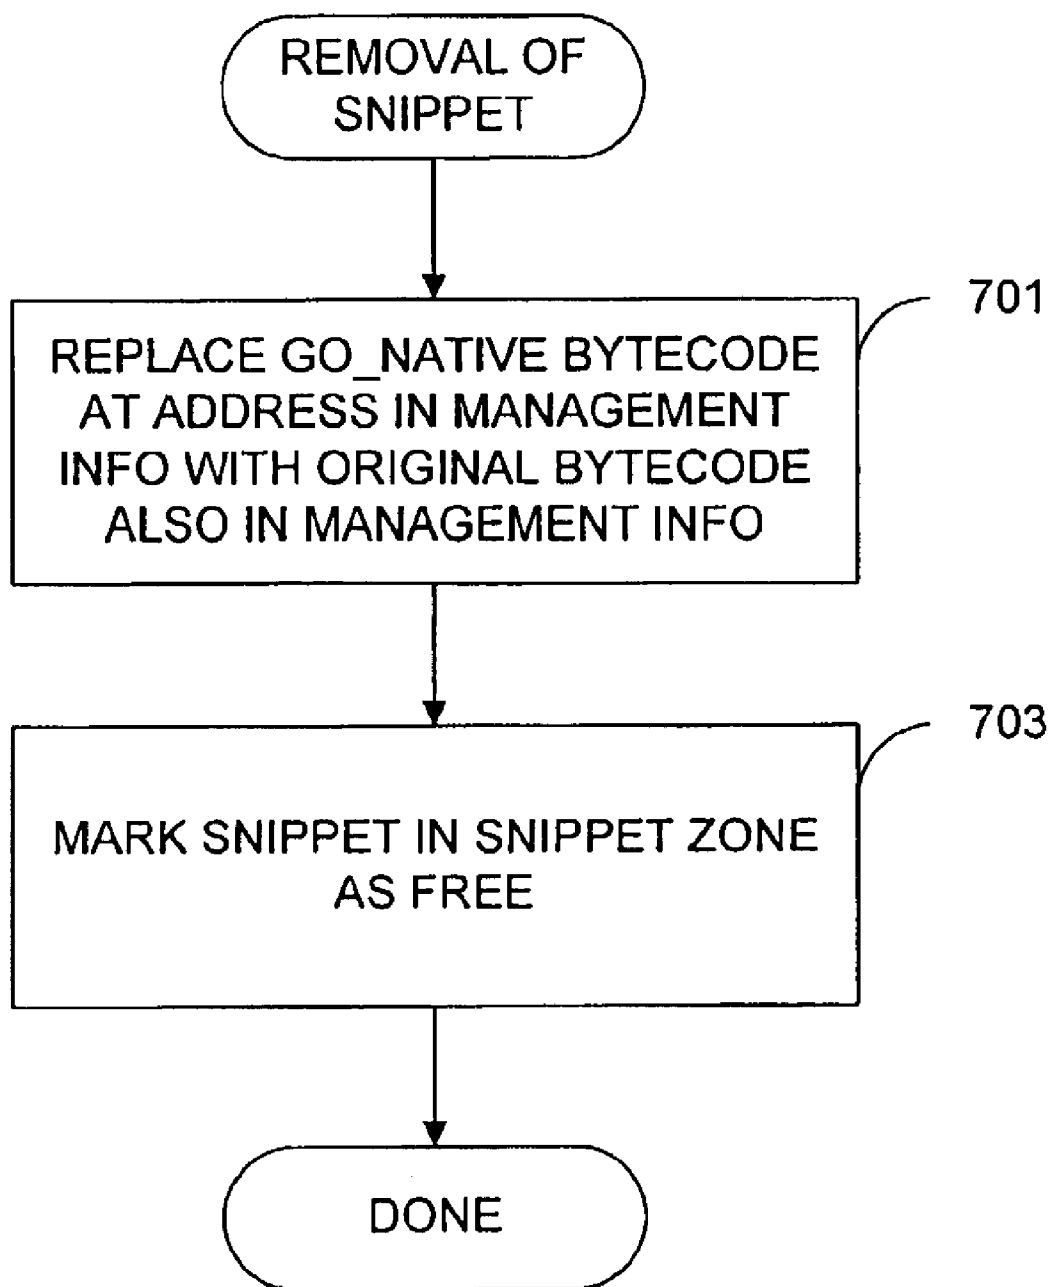 REMOVAL OF
SNIPPET
701
REPLACE GO_NATIVE BYTECODE
AT ADDRESS IN MANAGEMENT
INFO WITH ORIGINAL BYTECODE
ALSO IN MANAGEMENT INFO
703
MARK SNIPPET IN SNIPPET ZONE
AS FREE
DONE